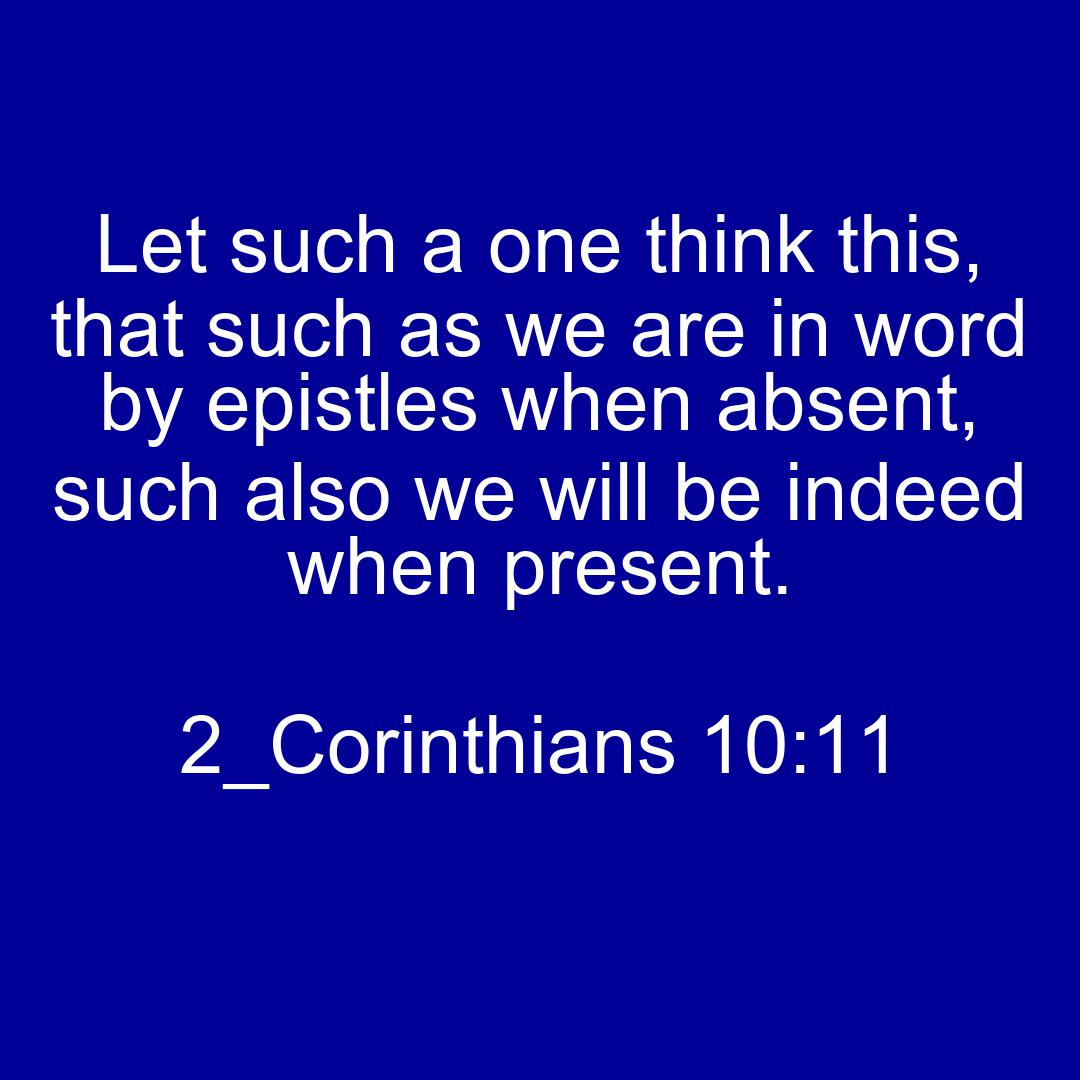 Let such a one think this,
that such as we are in word
by epistles when absent,
such also we will be indeed
when present.
2_Corinthians 10:11